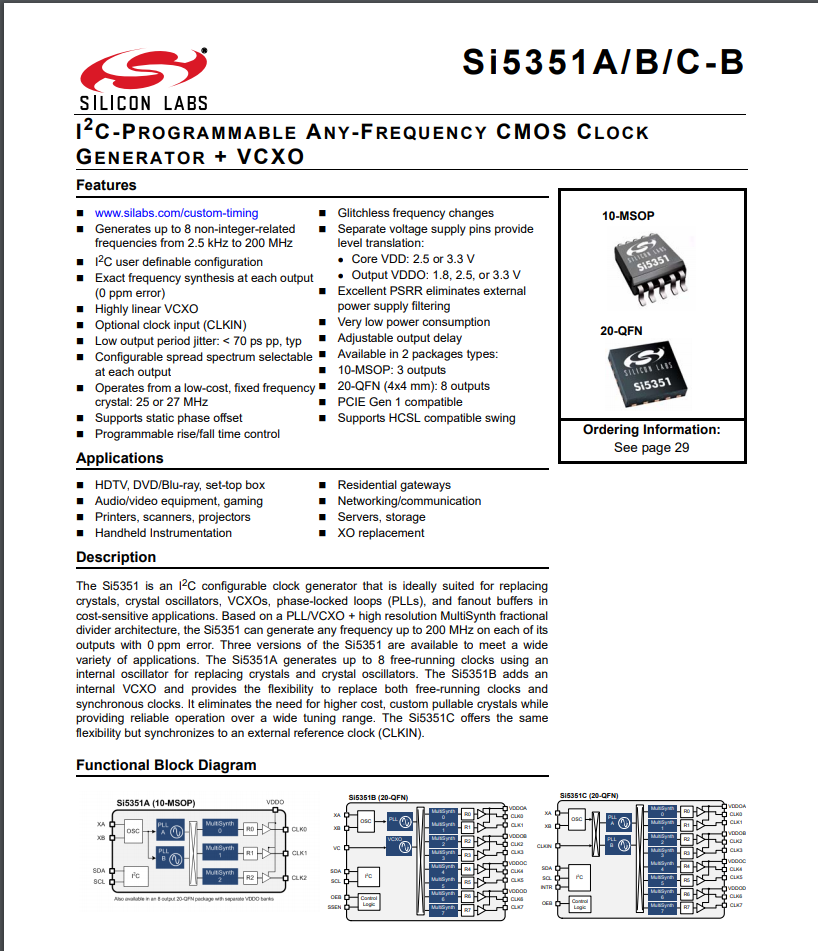 Si5351A/B/C-B
SILICON LABS
I2C-PROGRAMMABLE ANY-FREQUENCY CMOS CLOCK
GENERATOR + VCXO
Features
■ www.silabs.com/custom-timing
■ Generates up to 8 non-integer-related
frequencies from 2.5 kHz to 200 MHz
■ I2C user definable configuration
■ Exact frequency synthesis at each output
(0 ppm error)
■ Highly linear VCXO
■ Optional clock input (CLKIN)
■ Low output period jitter: < 70 ps pp, typ
■ Configurable spread spectrum selectable
at each output
■ Operates from a low-cost, fixed frequency
crystal: 25 or 27 MHz
■ Supports static phase offset
■ Programmable rise/fall time control
■ Glitchless frequency changes
■ Separate voltage supply pins provide
level translation:
● Core VDD: 2.5 or 3.3 V
● Output VDDO: 1.8, 2.5, or 3.3 V
■ Excellent PSRR eliminates external
power supply filtering
■ Very low power consumption
■ Adjustable output delay
■ Available in 2 packages types:
■ 10-MSOP: 3 outputs
■ 20-QFN (4x4 mm): 8 outputs
■ PCIE Gen 1 compatible
■ Supports HCSL compatible swing
10-MSOP
SILICON LABS
Si5351
20-QFN
SILICON LABS
Si5351
Ordering Information:
See page 29
Applications
■ HDTV, DVD/Blu-ray, set-top box
■ Audio/video equipment, gaming
■ Printers, scanners, projectors
■ Handheld Instrumentation
■ Residential gateways
■ Networking/communication
■ Servers, storage
■ XO replacement
Description
The Si5351 is an I2C configurable clock generator that is ideally suited for replacing
crystals, crystal oscillators, VCXOs, phase-locked loops (PLLs), and fanout buffers in
cost-sensitive applications. Based on a PLL/VCXO + high resolution MultiSynth fractional
divider architecture, the Si5351 can generate any frequency up to 200 MHz on each of its
outputs with 0 ppm error. Three versions of the Si5351 are available to meet a wide
variety of applications. The Si5351A generates up to 8 free-running clocks using an
internal oscillator for replacing crystals and crystal oscillators. The Si5351B adds an
internal VCXO and provides the flexibility to replace both free-running clocks and
synchronous clocks. It eliminates the need for higher cost, custom pullable crystals while
providing reliable operation over a wide tuning range. The Si5351C offers the same
flexibility but synchronizes to an external reference clock (CLKIN).
Functional Block Diagram
Si5351A (10-MSOP)
VDDO
XA
XB
OSC
PLL
A
PLL
B
MultiSynth
0
R0
CLK0
MultiSynth
1
R1
CLK1
MultiSynth
2
R2
CLK2
SDA
SCL
I2C
Also available in an 8 output 20-QFN package with separate VDDO banks
Si5351B (20-QFN)
XA
XB
OSC
PLL
VC
VCXO
SDA
SCL
I2C
OEB
SSEN
Control
Logic
MultiSynth
0
MultiSynth
1
MultiSynth
2
MultiSynth
3
MultiSynth
4
MultiSynth
5
MultiSynth
6
MultiSynth
7
R0
R1
R2
R3
R4
R5
R6
R7
VDDOA
CLK0
CLK1
VDDOB
CLK2
CLK3
VDDOC
CLK4
CLK5
VDDOD
CLK6
CLK7
Si5351C (20-QFN)
XA
XB
OSC
PLL
A
PLL
B
CLKIN
SDA
SCL
INTR
I2C
OEB
Control
Logic
MultiSynth
0
MultiSynth
1
MultiSynth
2
MultiSynth
3
MultiSynth
4
MultiSynth
5
MultiSynth
6
MultiSynth
7
R0
R1
R2
R3
R4
R5
R6
R7
VDDOA
CLK0
CLK1
VDDOB
CLK2
CLK3
VDDOC
CLK4
CLK5
VDDOD
CLK6
CLK7